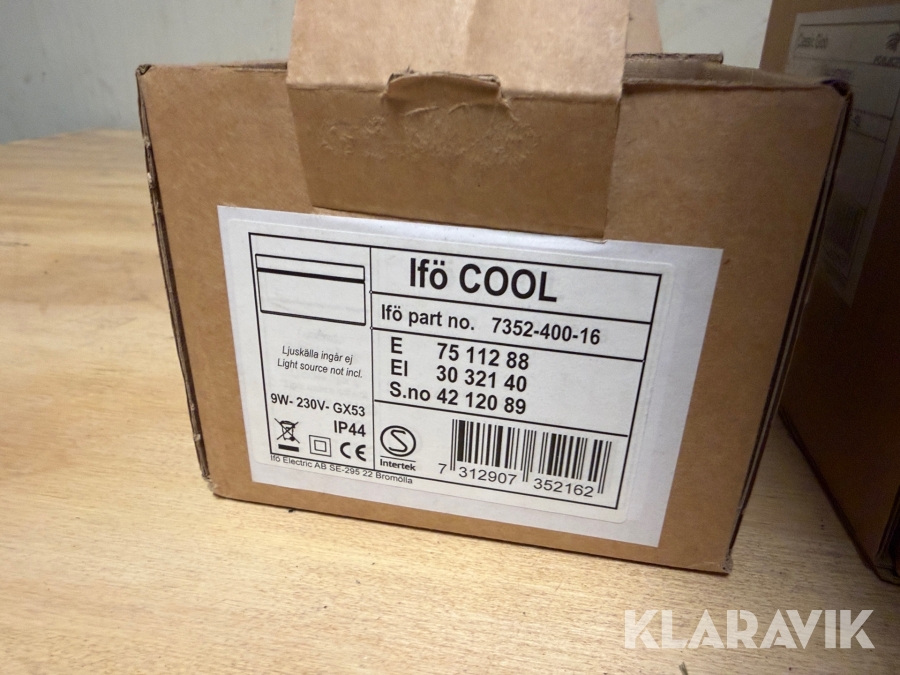 Ifö COOL
Ifö part no. 7352-400-16
E 75 112 88
El 30 321 40
S.no 42 120 89
Ljuskälla ingår ej
Light source not incl.
9W- 230V- GX53
IP44
CE
S
Intertek
7 312907 352162
Ifö Electric AB SE-295 22 Bromölla
KLARAVIK